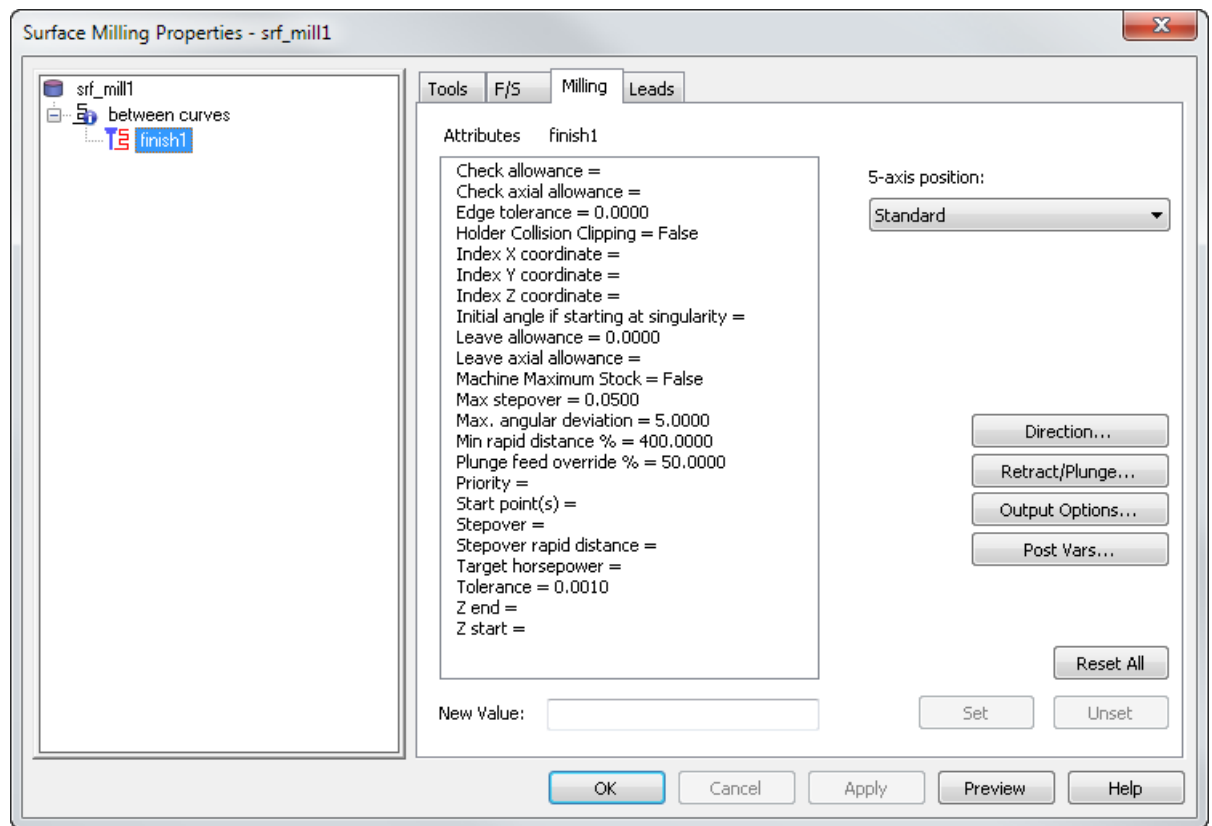 Surface Milling Properties - srf_mill1
srf_mill1
between curves
finish1
Tools F/S Milling Leads
Attributes finish1
Check allowance =
Check axial allowance =
Edge tolerance = 0.0000
Holder Collision Clipping = False
Index X coordinate =
Index Y coordinate =
Index Z coordinate =
Initial angle if starting at singularity =
Leave allowance = 0.0000
Leave axial allowance =
Machine Maximum Stock = False
Max stepover = 0.0500
Max. angular deviation = 5.0000
Min rapid distance % = 400.0000
Plunge feed override % = 50.0000
Priority =
Start point(s) =
Stepover =
Stepover rapid distance =
Target horsepower =
Tolerance = 0.0010
Z end =
Z start =
5-axis position:
Standard
Direction...
Retract/Plunge...
Output Options...
Post Vars...
Reset All
New Value:
Set Unset
OK Cancel Apply Preview Help